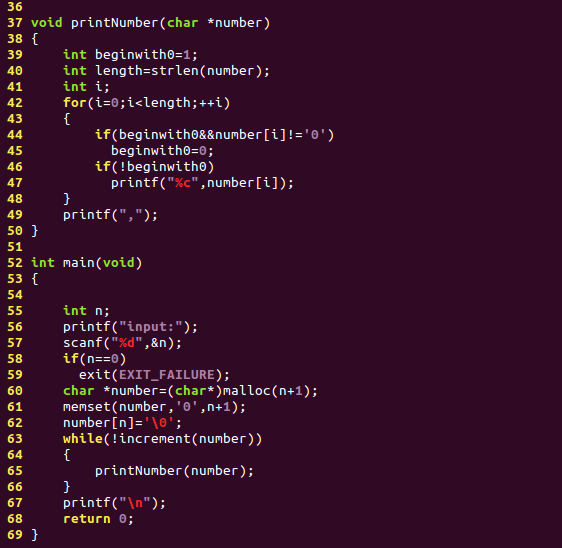 36
37 void printNumber(char *number)
38 {
39     int beginwith0=1;
40     int length=strlen(number);
41     int i;
42     for(i=0;i<length;++i)
43     {
44         if(beginwith0&&number[i]!='0')
45           beginwith0=0;
46         if(!beginwith0)
47           printf("%c",number[i]);
48     }
49     printf(",");
50 }
51
52 int main(void)
53 {
54
55     int n;
56     printf("input:");
57     scanf("%d",&n);
58     if(n==0)
59       exit(EXIT_FAILURE);
60     char *number=(char*)malloc(n+1);
61     memset(number,'0',n+1);
62     number[n]='\0';
63     while(!increment(number))
64     {
65         printNumber(number);
66     }
67     printf("\n");
68     return 0;
69 }